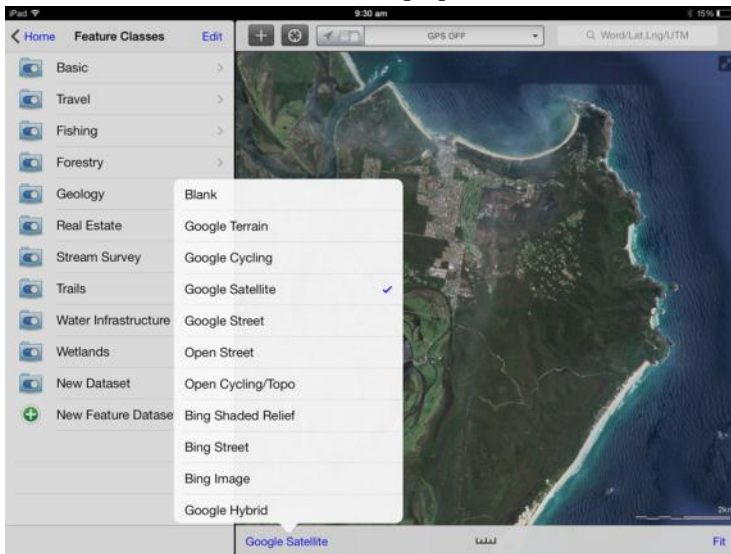 iPad 9:30 am 15%
Home Feature Classes Edit GPS OFF Word/Lat,Lng/UTM
Basic
Travel
Fishing
Forestry
Geology
Real Estate
Stream Survey
Trails
Water Infrastructure
Wetlands
New Dataset
New Feature Datase
Blank
Google Terrain
Google Cycling
Google Satellite
Google Street
Open Street
Open Cycling/Topo
Bing Shaded Relief
Bing Street
Bing Image
Google Hybrid
2km
Google Satellite Fit